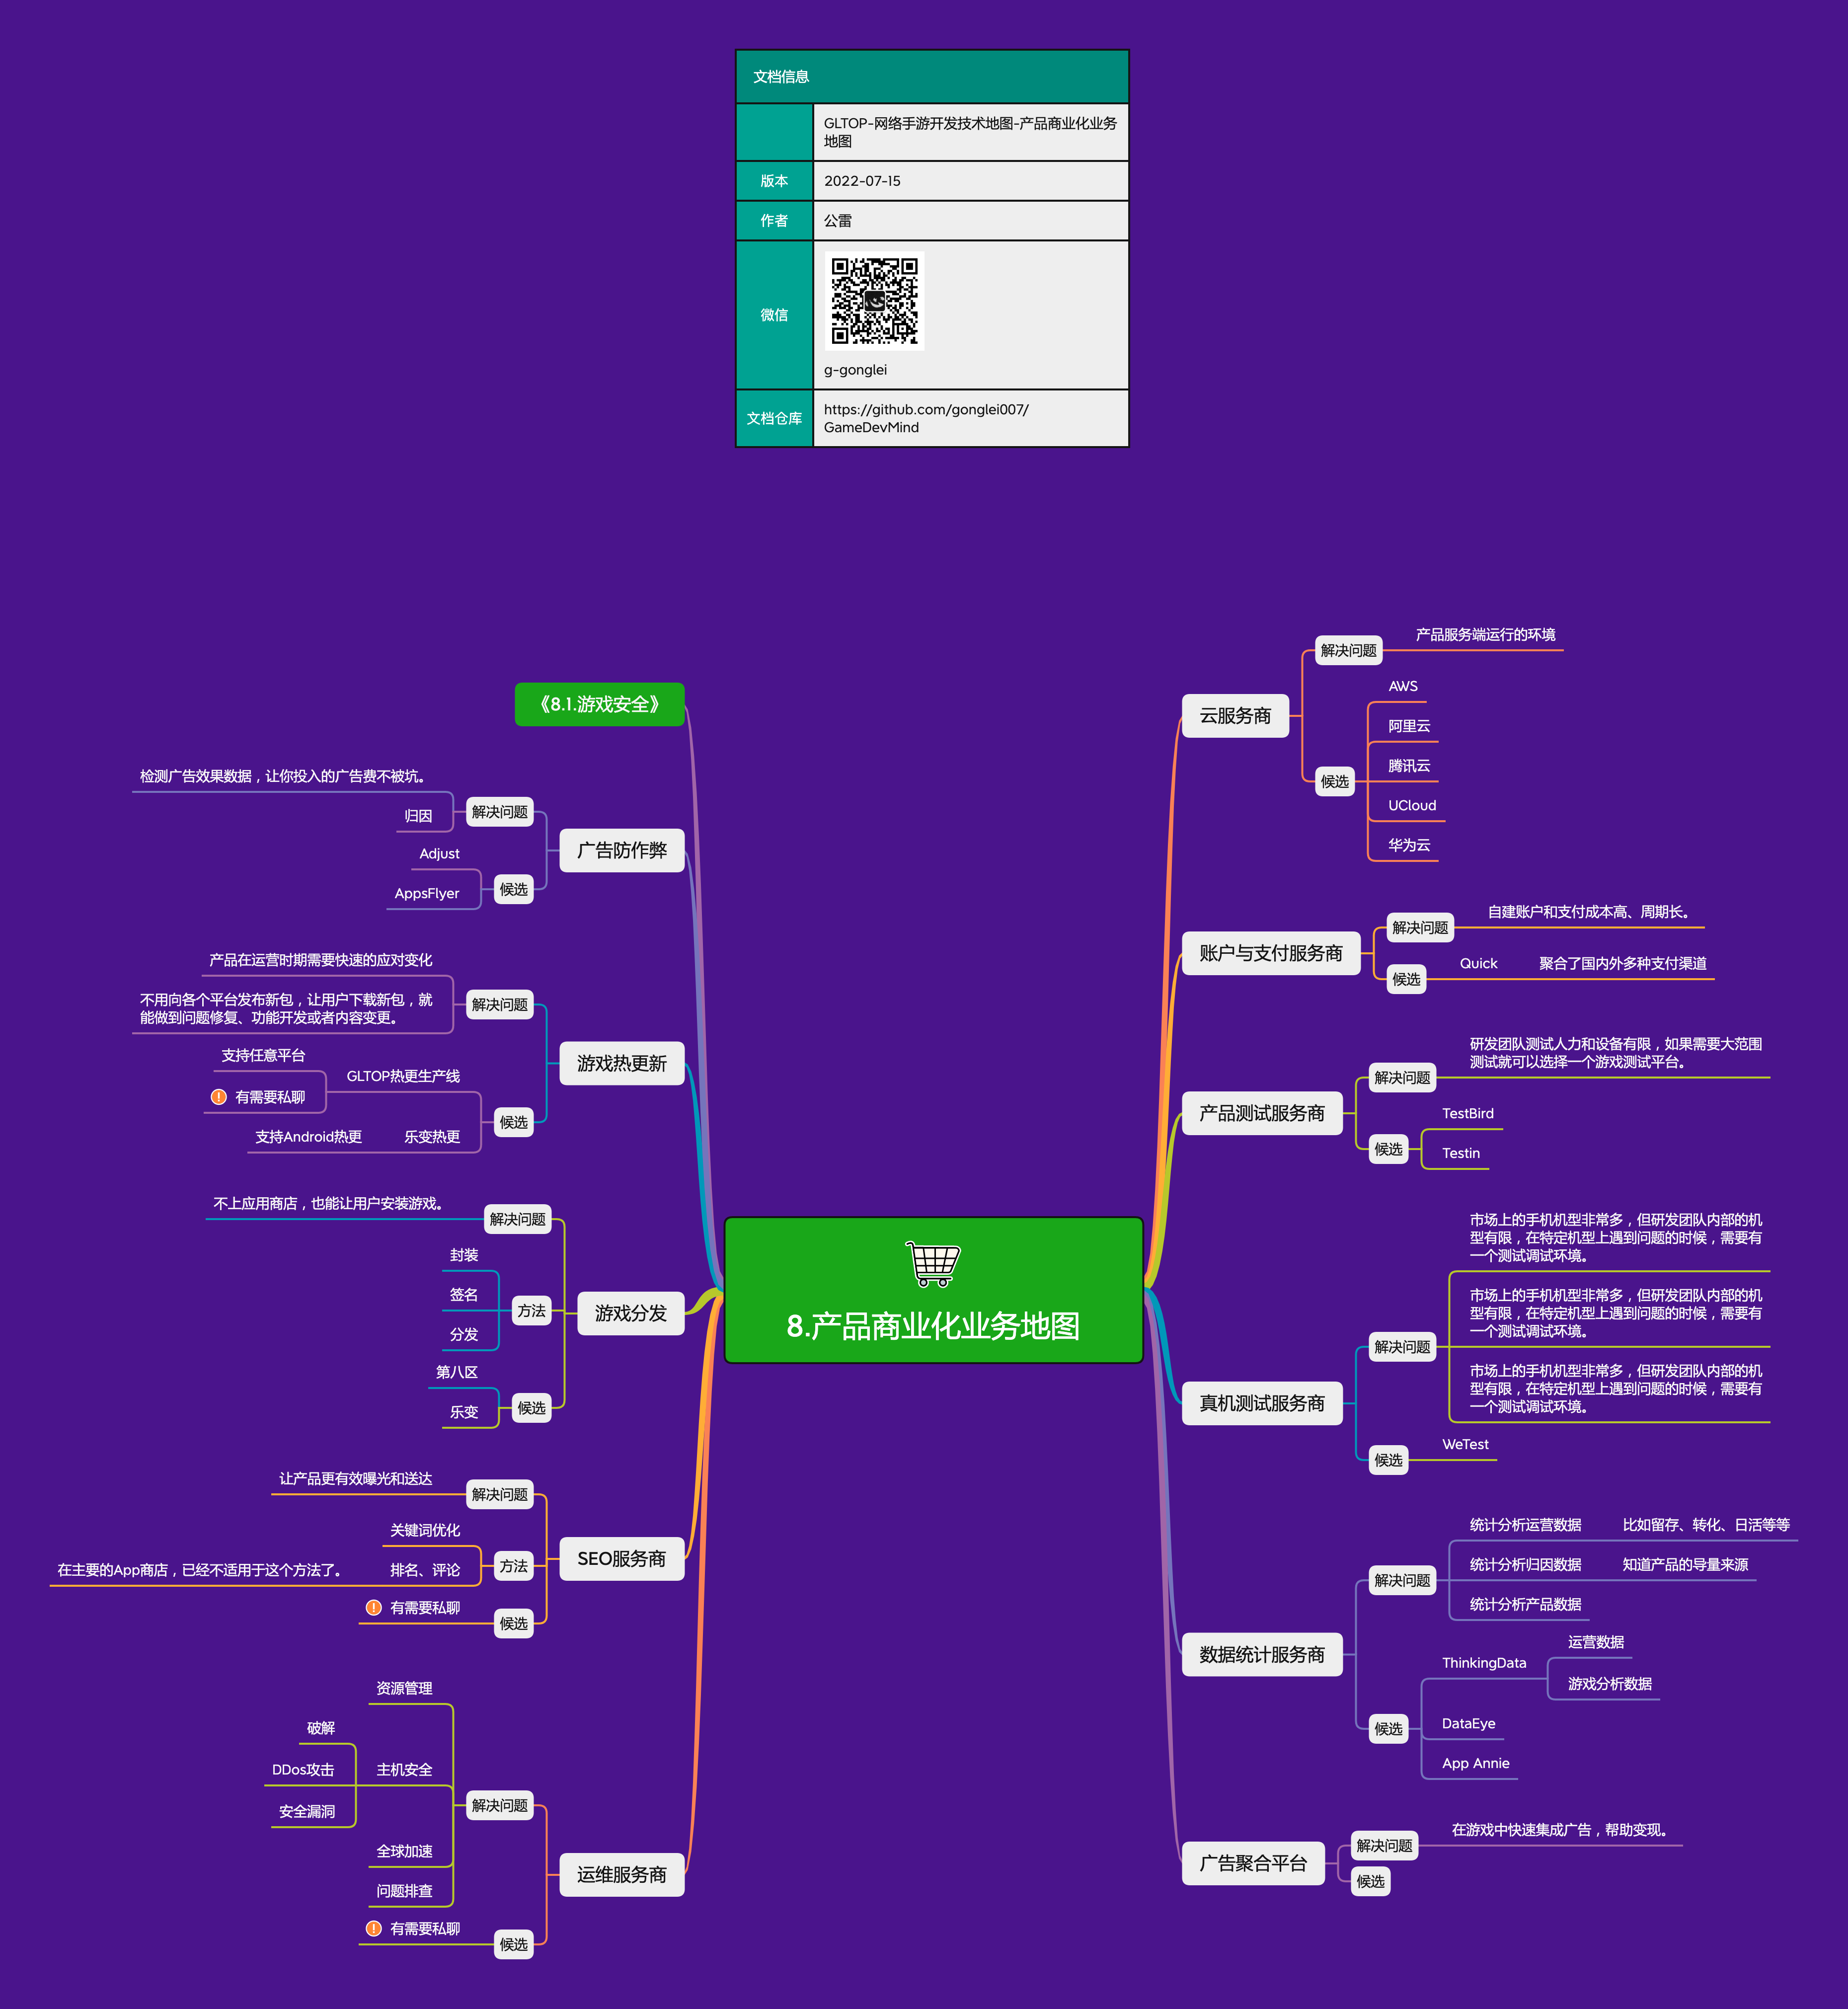 文档信息
GLTOP-网络手游开发技术地图-产品商业化业务
地图
版本
2022-07-15
作者
公雷
微信
g-gonglei
文档仓库
https://github.com/gonglei007/
GameDevMind
8.产品商业化业务地图
云服务商
解决问题
产品服务端运行的环境
候选
AWS
阿里云
腾讯云
UCloud
华为云
账户与支付服务商
解决问题
自建账户和支付成本高、周期长。
候选
Quick
聚合了国内外多种支付渠道
产品测试服务商
解决问题
研发团队测试人力和设备有限，如果需要大范围
测试就可以选择一个游戏测试平台。
候选
TestBird
Testin
真机测试服务商
解决问题
市场上的手机机型非常多，但研发团队内部的机
型有限，在特定机型上遇到问题的时候，需要有
一个测试调试环境。
市场上的手机机型非常多，但研发团队内部的机
型有限，在特定机型上遇到问题的时候，需要有
一个测试调试环境。
市场上的手机机型非常多，但研发团队内部的机
型有限，在特定机型上遇到问题的时候，需要有
一个测试调试环境。
候选
WeTest
数据统计服务商
解决问题
统计分析运营数据
比如留存、转化、日活等等
统计分析归因数据
知道产品的导量来源
统计分析产品数据
候选
ThinkingData
运营数据
游戏分析数据
DataEye
App Annie
广告聚合平台
解决问题
在游戏中快速集成广告，帮助变现。
候选
《8.1.游戏安全》
广告防作弊
解决问题
检测广告效果数据，让你投入的广告费不被坑。
归因
候选
Adjust
AppsFlyer
游戏热更新
解决问题
产品在运营时期需要快速的应对变化
不用向各个平台发布新包，让用户下载新包，就
能做到问题修复、功能开发或者内容变更。
候选
GLTOP热更生产线
支持任意平台
有需要私聊
乐变热更
支持Android热更
游戏分发
解决问题
不上应用商店，也能让用户安装游戏。
方法
封装
签名
分发
候选
第八区
乐变
SEO服务商
解决问题
让产品更有效曝光和送达
方法
关键词优化
排名、评论
在主要的App商店，已经不适用于这个方法了。
候选
有需要私聊
运维服务商
解决问题
资源管理
主机安全
破解
DDos攻击
安全漏洞
全球加速
问题排查
候选
有需要私聊